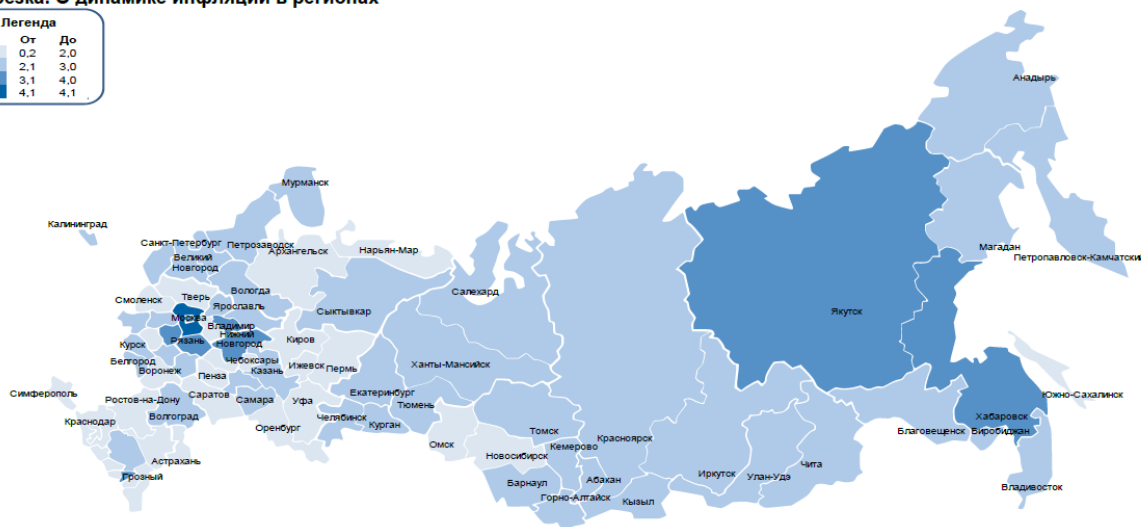 динамике инфляции в регионах
Легенда
От До
0,2 2,0
2,1 3,0
3,1 4,0
4,1 4,1
Анадырь
Мурманск
Калининград
Санкт-Петербург
Петрозаводск
Архангельск
Нарьян-Мар
Магадан
Великий
Новгород
Петропавловск-Камчатский
Вологда
Салехард
Смоленск
Тверь
Ярославль
Сыктывкар
Якутск
Москва
Владимир
Нижний
Новгород
Рязань
Курск
Киров
Белгород
Чебоксары
Воронеж
Казань
Ижевск
Пермь
Ханты-Мансийск
Пенза
Симферополь
Ростов-на-Дону
Саратов
Самара
Уфа
Екатеринбург
Тюмень
Южно-Сахалинск
Краснодар
Волгоград
Оренбург
Челябинск
Курган
Хабаровск
Благовещенск
Биробиджан
Томск
Красноярск
Омск
Кемерово
Новосибирск
Астрахань
Чита
Грозный
Иркутск
Улан-Удэ
Барнаул
Абакан
Владивосток
Горно-Алтайск
Кызыл